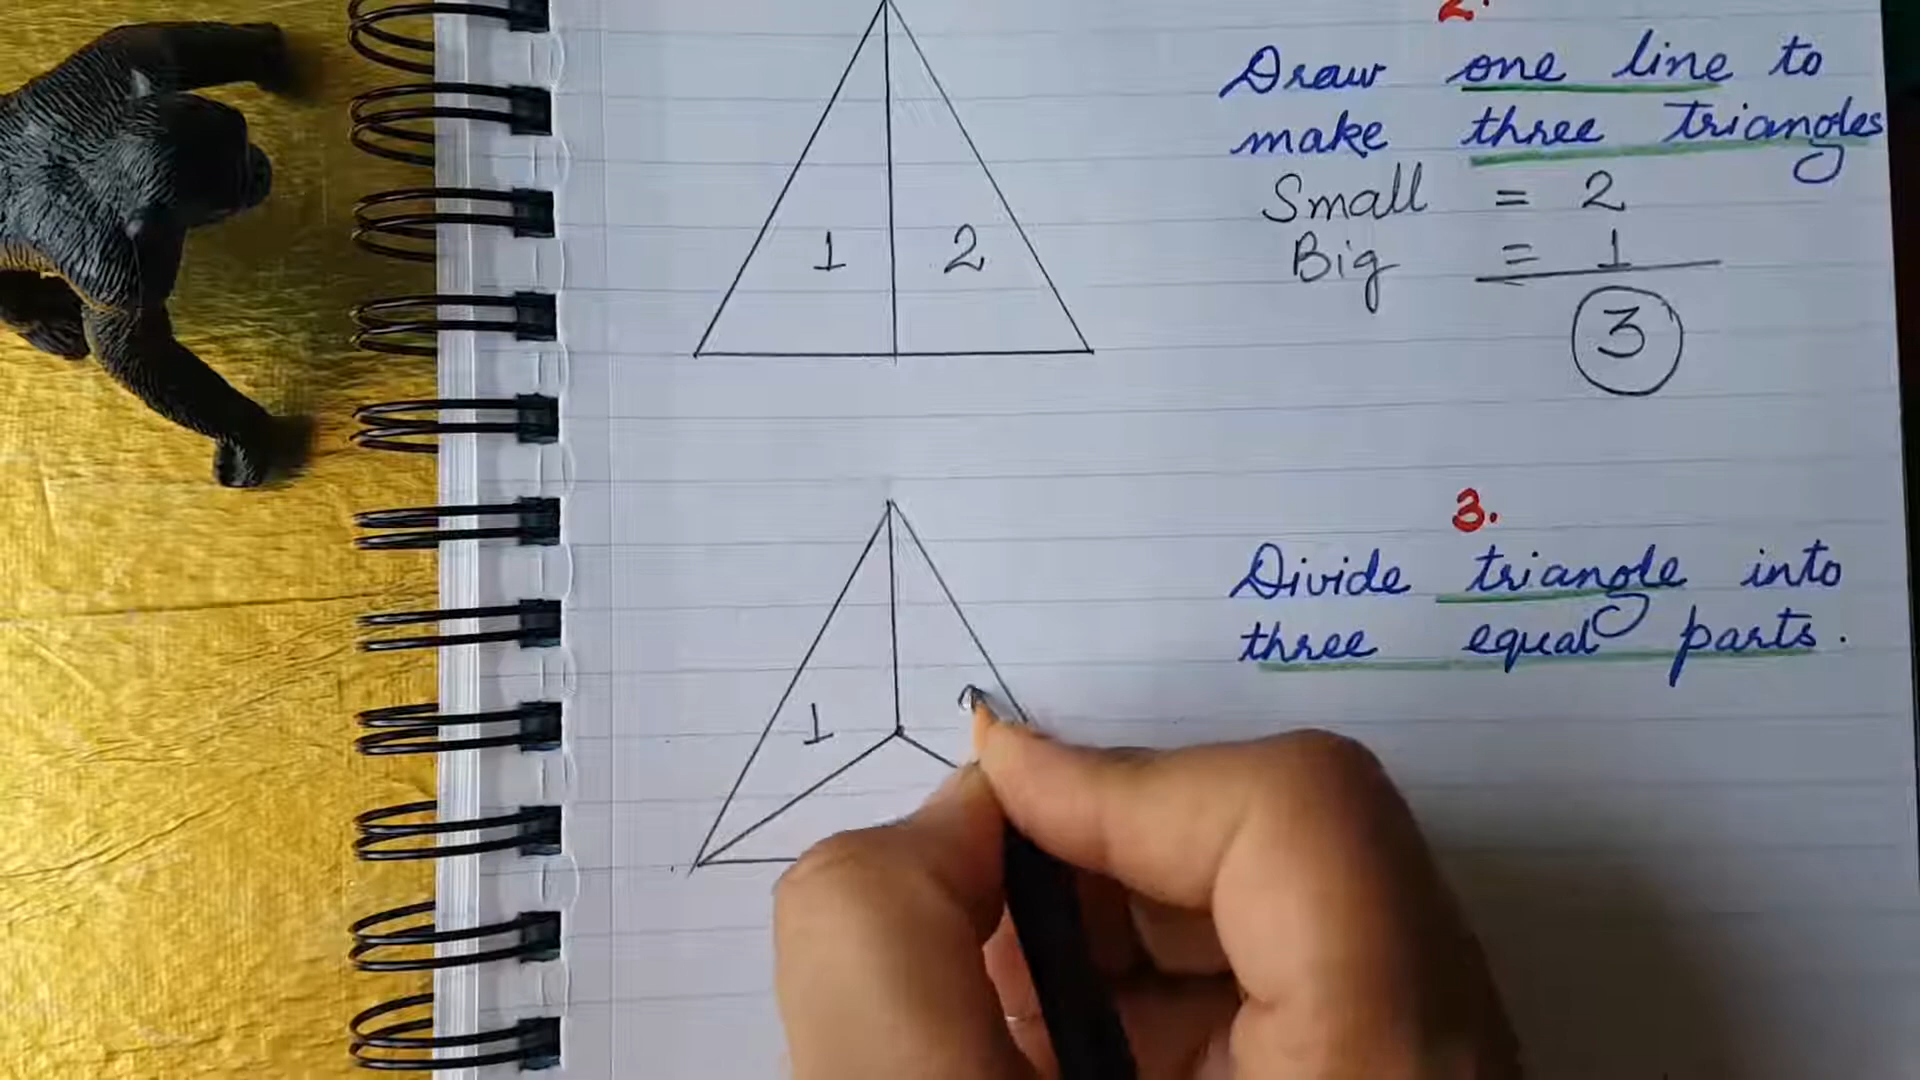 2.
Draw one line to
make three triangles
Small = 2
Big = 1
3
1 2
3.
Divide triangle into
three equal parts.
1